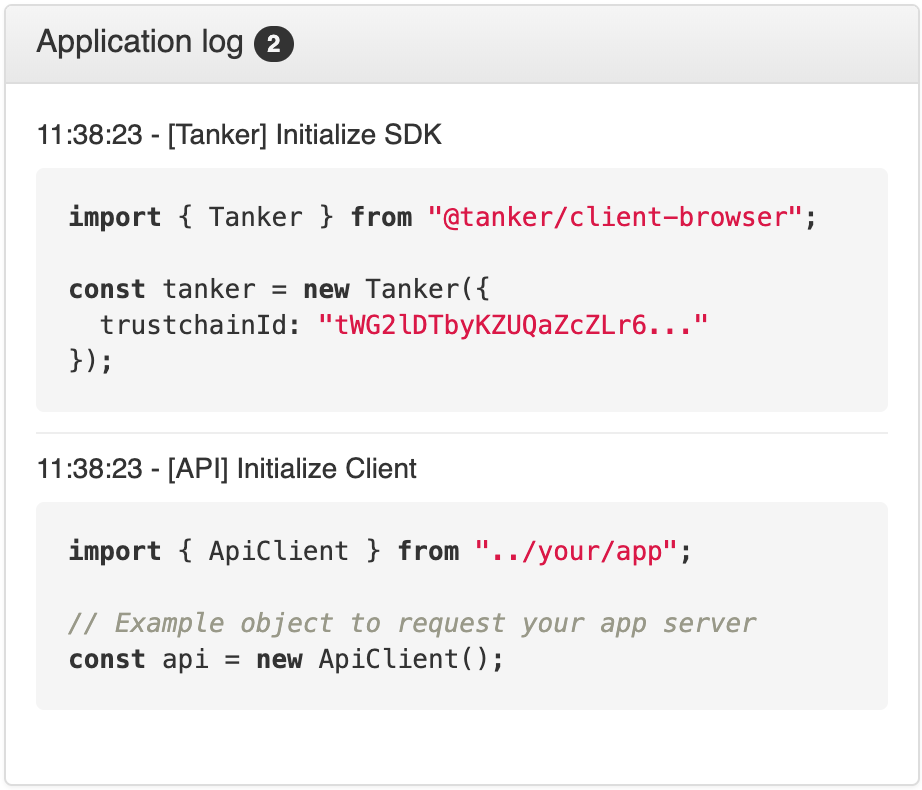 Application log 2
11:38:23 - [Tanker] Initialize SDK
import { Tanker } from "@tanker/client-browser";
const tanker = new Tanker({
  trustchainId: "tWG2lDTbyKZUQaZcZLr6..."
});
11:38:23 - [API] Initialize Client
import { ApiClient } from "../your/app";
// Example object to request your app server
const api = new ApiClient();